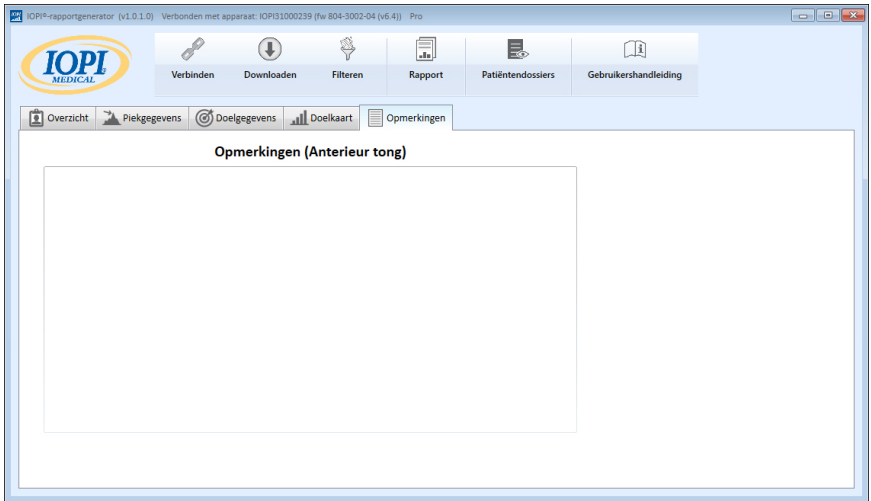 IOPI®-rapportgenerator (v1.0.1.0) Verbonden met apparaat: IOPI31000239 (fw 804-3002-04 (v6.4)) Pro
IOPI
MEDICAL
Verbinden Downloaden Filteren Rapport Patiëntendossiers Gebruikershandleiding
Overzicht Piekgegevens Doelgegevens Doelkaart Opmerkingen
Opmerkingen (Anterieur tong)